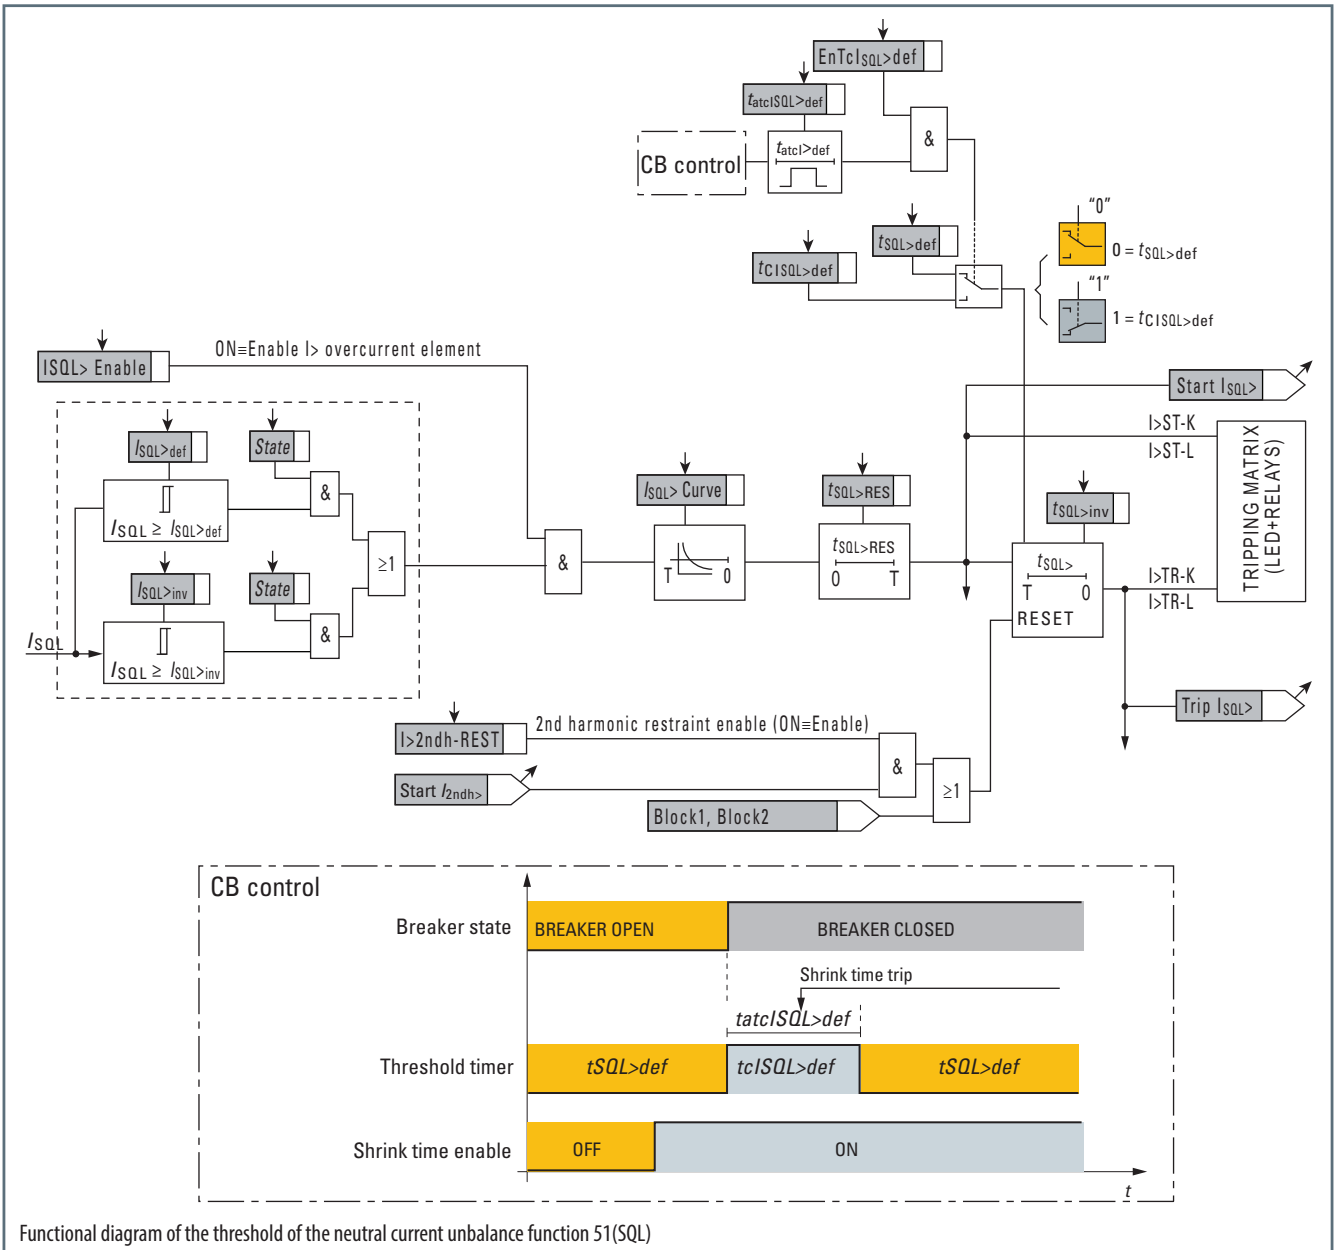 EnTcISQL>def
tatcISQL>def
CB control
tatcI>def
&
tSQL>def
tCISQL>def
"0"
0 = tSQL>def
"1"
1 = tCISQL>def
ISQL> Enable
ON≡Enable I> overcurrent element
Start ISQL>
ISQL>def
State
&
ISQL ≥ ISQL>def
ISQL>inv
State
&
ISQL ≥ ISQL>inv
ISQL
≥1
&
ISQL> Curve
T 0
tSQL>RES
tSQL>RES
0 T
tSQL>inv
tSQL>
T 0
RESET
I>ST-K
I>ST-L
I>TR-K
I>TR-L
TRIPPING MATRIX
(LED+RELAYS)
Trip ISQL>
I>2ndh-REST
2nd harmonic restraint enable (ON≡Enable)
Start I2ndh>
&
≥1
Block1, Block2
CB control
Breaker state
BREAKER OPEN
BREAKER CLOSED
Shrink time trip
tatcISQL>def
Threshold timer
tSQL>def
tcISQL>def
tSQL>def
Shrink time enable
OFF
ON
t
Functional diagram of the threshold of the neutral current unbalance function 51(SQL)